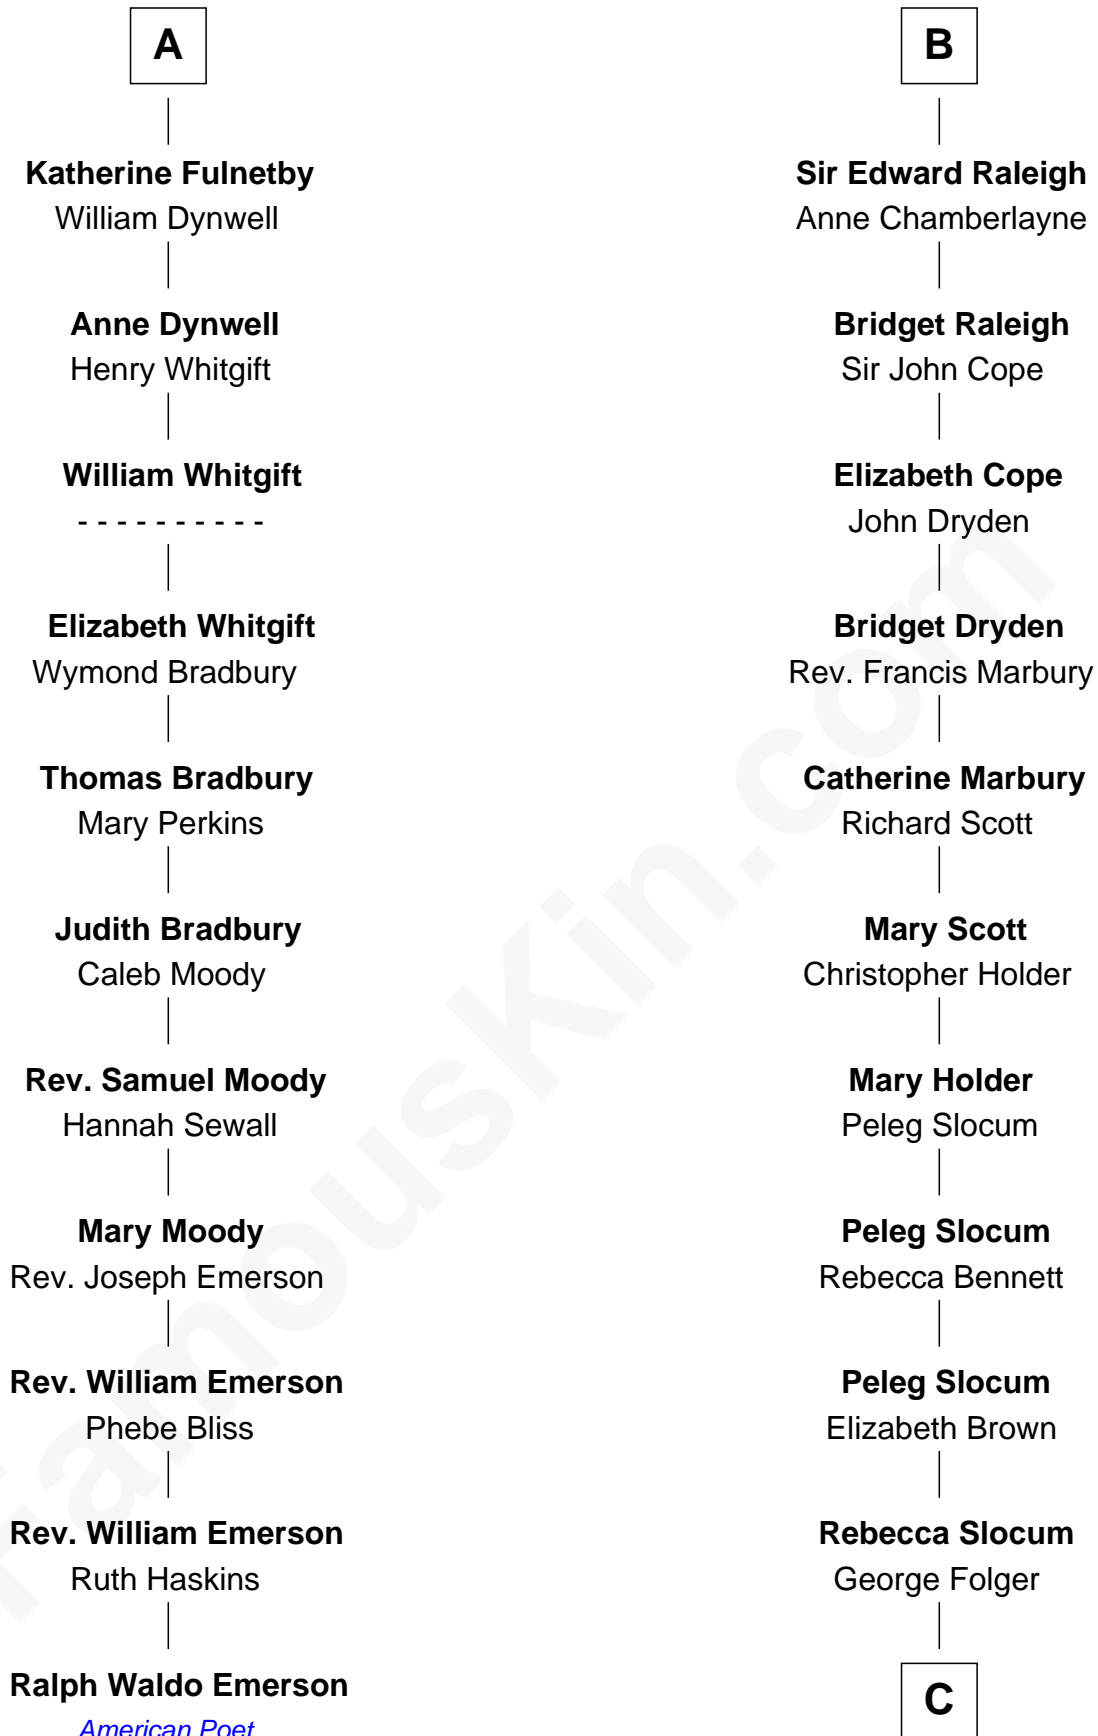 A
Katherine Fulnetby
William Dynwell
Anne Dynwell
Henry Whitgift
William Whitgift
- - - - - - - - - -
Elizabeth Whitgift
Wymond Bradbury
Thomas Bradbury
Mary Perkins
Judith Bradbury
Caleb Moody
Rev. Samuel Moody
Hannah Sewall
Mary Moody
Rev. Joseph Emerson
Rev. William Emerson
Phebe Bliss
Rev. William Emerson
Ruth Haskins
Ralph Waldo Emerson
American Poet
B
Sir Edward Raleigh
Anne Chamberlayne
Bridget Raleigh
Sir John Cope
Elizabeth Cope
John Dryden
Bridget Dryden
Rev. Francis Marbury
Catherine Marbury
Richard Scott
Mary Scott
Christopher Holder
Mary Holder
Peleg Slocum
Peleg Slocum
Rebecca Bennett
Peleg Slocum
Elizabeth Brown
Rebecca Slocum
George Folger
C
FamousKin.com